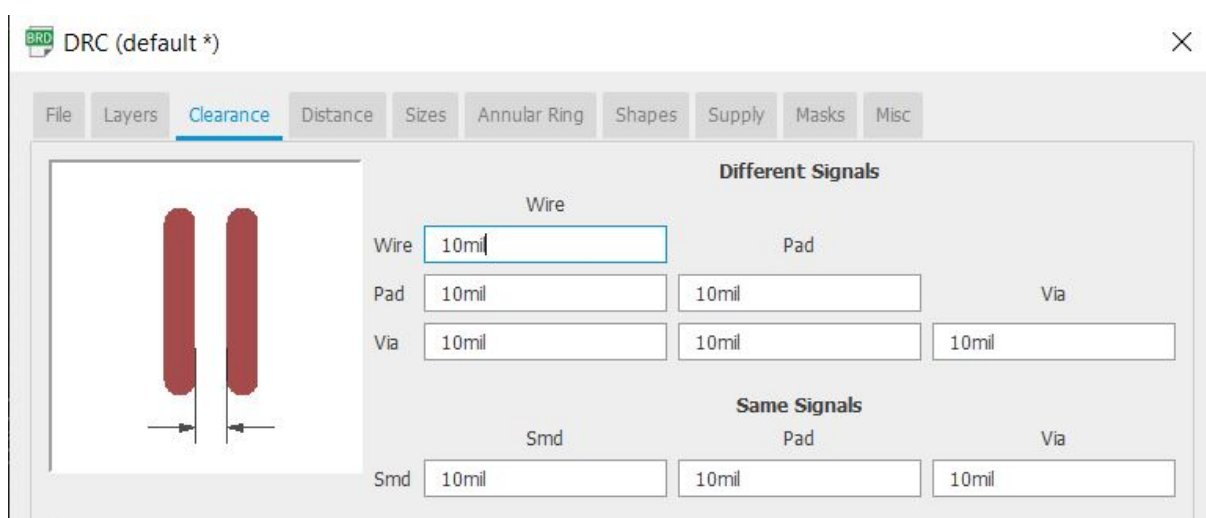 BRD DRC (default *)
File Layers Clearance Distance Sizes Annular Ring Shapes Supply Masks Misc
Different Signals
Wire
Wire 10mil Pad
Pad 10mil 10mil Via
Via 10mil 10mil 10mil
Same Signals
Smd Pad Via
Smd 10mil 10mil 10mil